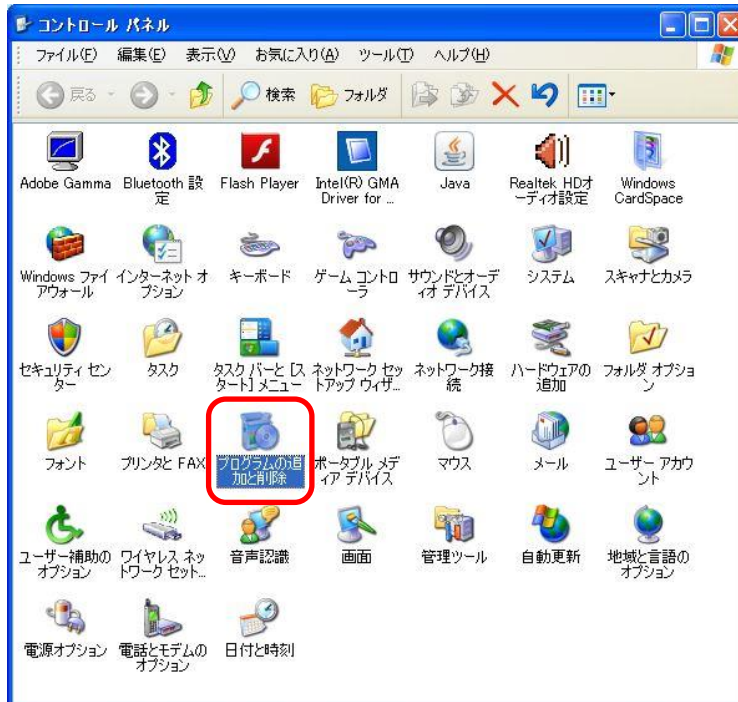 コントロール パネル
ファイル(F) 編集(E) 表示(V) お気に入り(A) ツール(T) ヘルプ(H)
戻る 検索 フォルダ
Adobe Gamma
Bluetooth 設
定
Flash Player
Intel(R) GMA
Driver for ...
Java
Realtek HDオ
ーディオ設定
Windows
CardSpace
Windows ファイ
アウォール
インターネット オ
プション
キーボード
ゲーム コントロ
ーラ
サウンドとオーデ
ィオ デバイス
システム
スキャナとカメラ
セキュリティ セン
ター
タスク
タスク バーと [ス
タート] メニュー
ネットワーク セッ
トアップ ウィザ...
ネットワーク接
続
ハードウェアの
追加
フォルダ オプショ
ン
フォント
プリンタと FAX
プログラムの追
加と削除
ポータブル メデ
ィア デバイス
マウス
メール
ユーザー アカウ
ント
ユーザー補助の
オプション
ワイヤレス ネッ
トワーク セット...
音声認識
画面
管理ツール
自動更新
地域と言語の
オプション
電源オプション
電話とモデムの
オプション
日付と時刻